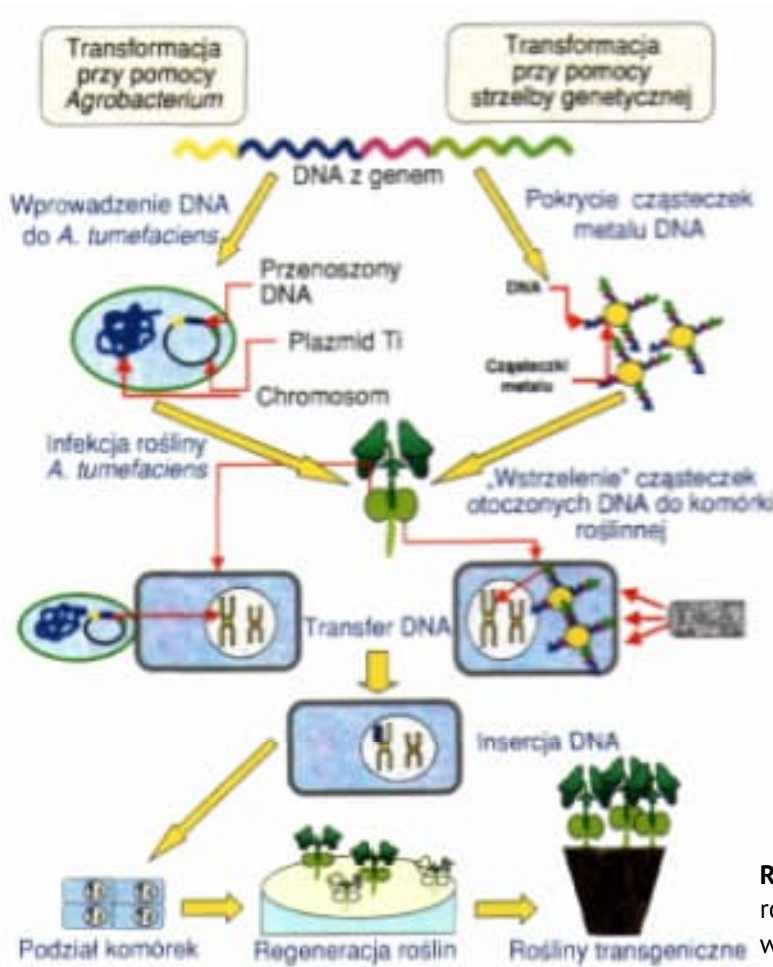 Transformacja
przy pomocy
Agrobacterium
Transformacja
przy pomocy
strzelby genetycznej
DNA z genem
Wprowadzenie DNA
do A. tumefaciens
Pokrycie cząsteczek
metalu DNA
Przenoszony
DNA
Plazmid Ti
Chromosom
DNA
Cząsteczki
metalu
Infekcja rośliny
A. tumefaciens
„Wstrzelenie" cząsteczek
otoczonych DNA do komórki
roślinnej
Transfer DNA
Insercja DNA
Podział komórek
Regeneracja roślin
Rośliny transgeniczne
R
ro
w